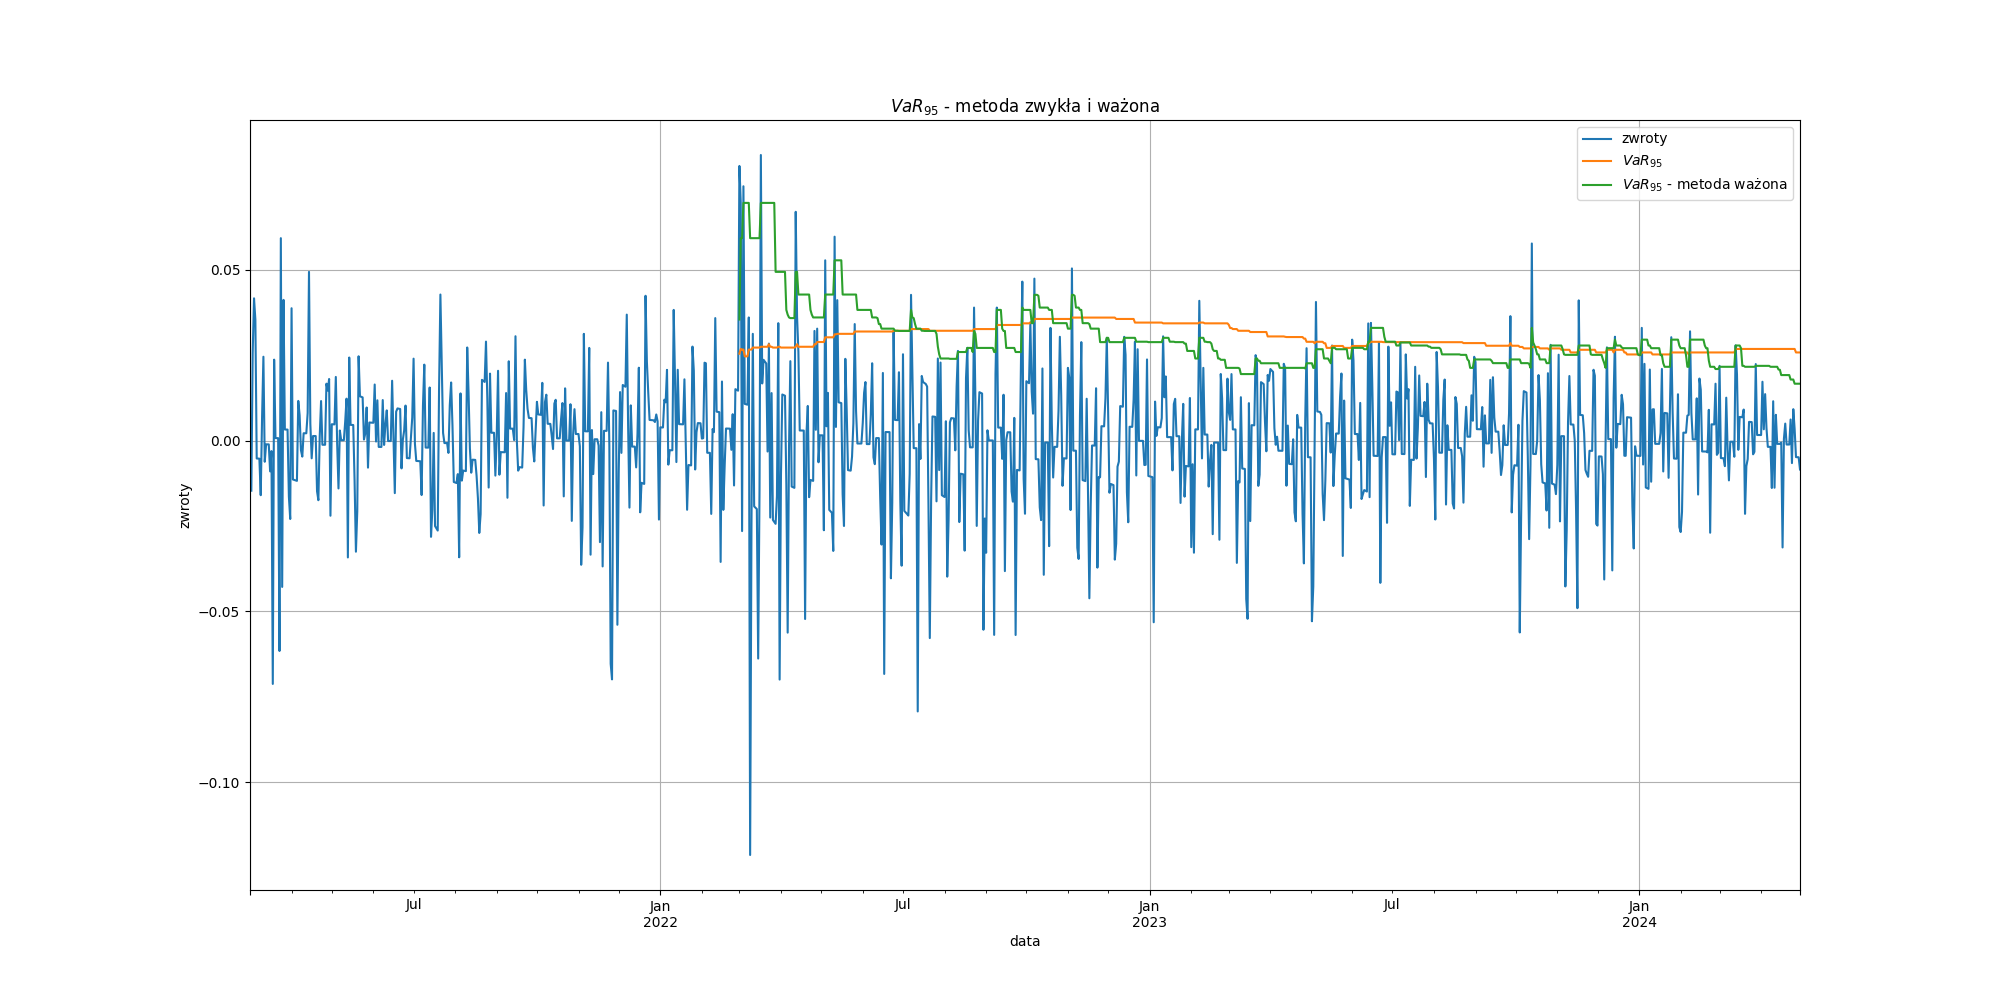 VaR95 - metoda zwykła i ważona
zwroty
VaR95
VaR95 - metoda ważona
0.05
0.00
−0.05
−0.10
zwroty
Jul
Jan
2022
Jul
Jan
2023
Jul
Jan
2024
data